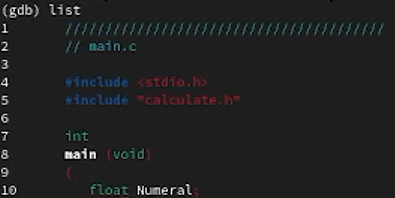 (gdb) list
1 ////////////////////////////////////////
2 // main.c
3
4 #include <stdio.h>
5 #include "calculate.h"
6
7 int
8 main (void)
9 {
10 float Numeral;